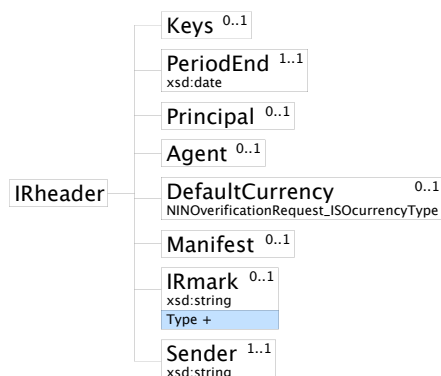 Keys 0..1
PeriodEnd 1..1
xsd:date
Principal 0..1
Agent 0..1
IRheader
DefaultCurrency 0..1
NINOverificationRequest_ISOcurrencyType
Manifest 0..1
IRmark 0..1
xsd:string
Type +
Sender 1..1
xsd:string